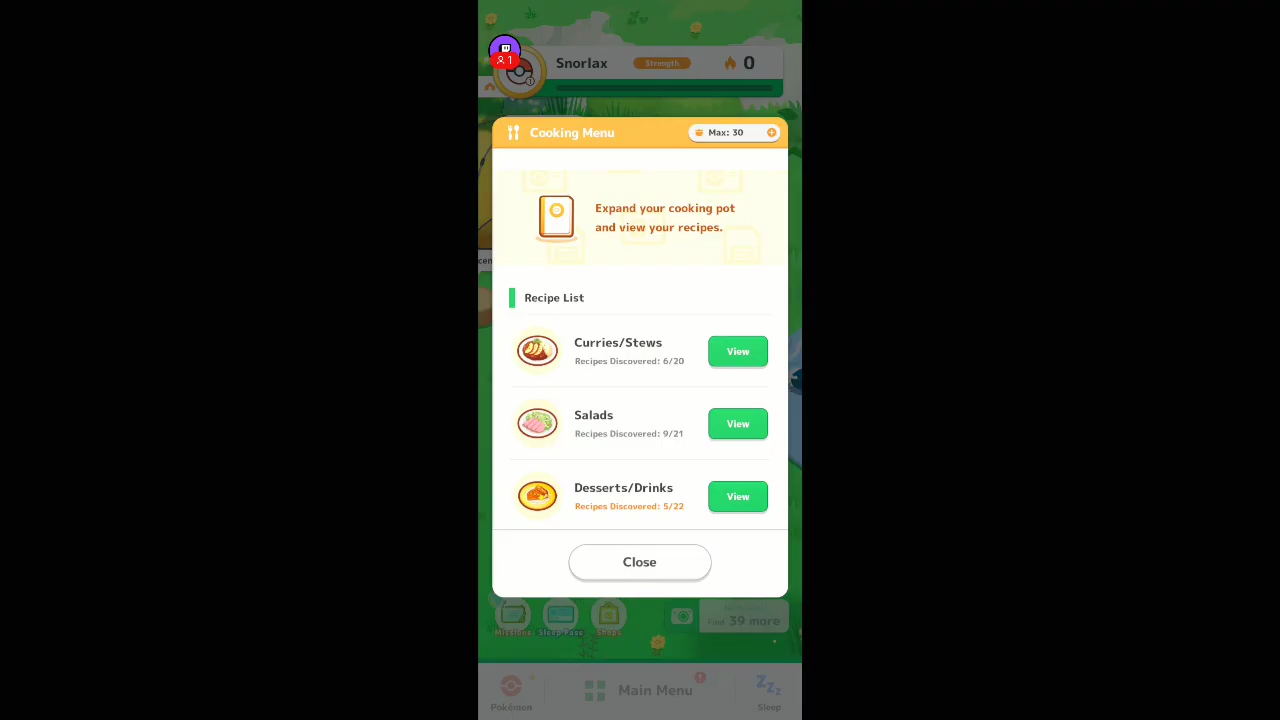 1
Snorlax
Strength
0
Cooking Menu
Max: 30
Expand your cooking pot
and view your recipes.
Recipe List
Curries/Stews
Recipes Discovered: 6/20
View
Salads
Recipes Discovered: 9/21
View
Desserts/Drinks
Recipes Discovered: 5/22
View
Close
Missions
Sleep Pass
Shops
Find 39 more
Pokémon
Main Menu
Sleep